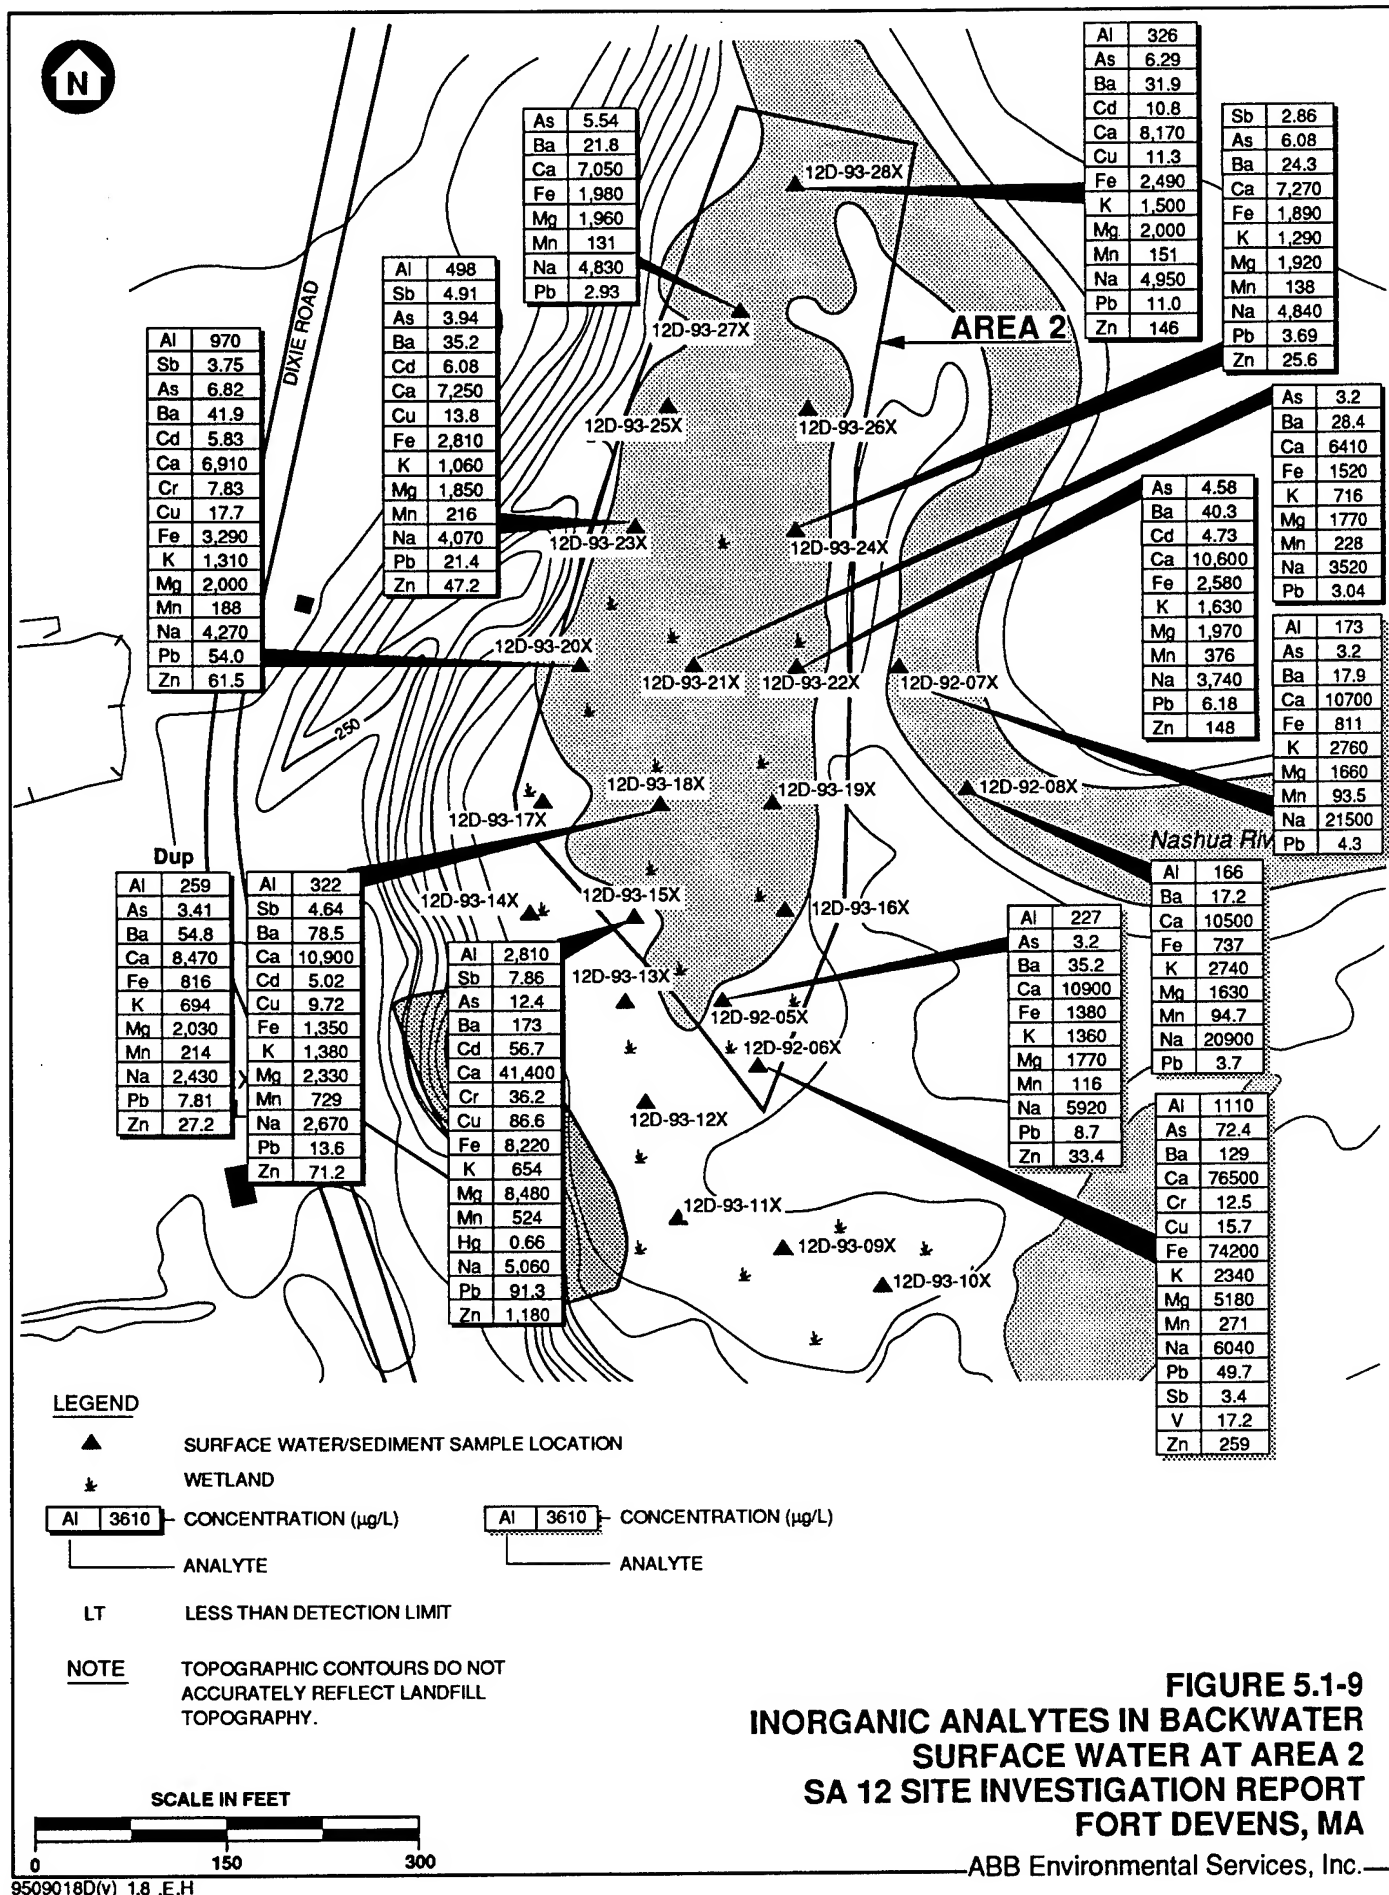 N
Al 326
As 6.29
Ba 31.9
Cd 10.8
Ca 8,170
Cu 11.3
Fe 2,490
K 1,500
Mg 2,000
Mn 151
Na 4,950
Pb 11.0
Zn 146
As 5.54
Ba 21.8
Ca 7,050
Fe 1,980
Mg 1,960
Mn 131
Na 4,830
Pb 2.93
Sb 2.86
As 6.08
Ba 24.3
Ca 7,270
Fe 1,890
K 1,290
Mg 1,920
Mn 138
Na 4,840
Pb 3.69
Zn 25.6
12D-93-28X
Al 498
Sb 4.91
As 3.94
Ba 35.2
Cd 6.08
Ca 7,250
Cu 13.8
Fe 2,810
K 1,060
Mg 1,850
Mn 216
Na 4,070
Pb 21.4
Zn 47.2
DIXIE ROAD
12D-93-27X
AREA 2
Al 970
Sb 3.75
As 6.82
Ba 41.9
Cd 5.83
Ca 6,910
Cr 7.83
Cu 17.7
Fe 3,290
K 1,310
Mg 2,000
Mn 188
Na 4,270
Pb 54.0
Zn 61.5
12D-93-25X
12D-93-26X
As 3.2
Ba 28.4
Ca 6410
Fe 1520
K 716
Mg 1770
Mn 228
Na 3520
Pb 3.04
As 4.58
Ba 40.3
Cd 4.73
Ca 10,600
Fe 2,580
K 1,630
Mg 1,970
Mn 376
Na 3,740
Pb 6.18
Zn 148
12D-93-23X
12D-93-24X
Al 173
As 3.2
Ba 17.9
Ca 10700
Fe 811
K 2760
Mg 1660
Mn 93.5
Na 21500
Pb 4.3
12D-93-20X
12D-93-21X
12D-93-22X
12D-92-07X
250
12D-93-17X
12D-93-18X
12D-93-19X
12D-92-08X
Nashua Riv
Dup
Al 259
As 3.41
Ba 54.8
Ca 8,470
Fe 816
K 694
Mg 2,030
Mn 214
Na 2,430
Pb 7.81
Zn 27.2
Al 322
Sb 4.64
Ba 78.5
Ca 10,900
Cd 5.02
Cu 9.72
Fe 1,350
K 1,380
Mg 2,330
Mn 729
Na 2,670
Pb 13.6
Zn 71.2
Al 166
Ba 17.2
Ca 10500
Fe 737
K 2740
Mg 1630
Mn 94.7
Na 20900
Pb 3.7
12D-93-14X
12D-93-15X
12D-93-16X
Al 227
As 3.2
Ba 35.2
Ca 10900
Fe 1380
K 1360
Mg 1770
Mn 116
Na 5920
Pb 8.7
Zn 33.4
Al 2,810
Sb 7.86
As 12.4
Ba 173
Cd 56.7
Ca 41,400
Cr 36.2
Cu 86.6
Fe 8,220
K 654
Mg 8,480
Mn 524
Hg 0.66
Na 5,060
Pb 91.3
Zn 1,180
12D-93-13X
12D-92-05X
12D-92-06X
12D-93-12X
Al 1110
As 72.4
Ba 129
Ca 76500
Cr 12.5
Cu 15.7
Fe 74200
K 2340
Mg 5180
Mn 271
Na 6040
Pb 49.7
Sb 3.4
V 17.2
Zn 259
12D-93-11X
12D-93-09X
12D-93-10X
LEGEND
SURFACE WATER/SEDIMENT SAMPLE LOCATION
WETLAND
Al 3610 CONCENTRATION (µg/L)
ANALYTE
Al 3610 CONCENTRATION (µg/L)
ANALYTE
LT LESS THAN DETECTION LIMIT
NOTE TOPOGRAPHIC CONTOURS DO NOT
ACCURATELY REFLECT LANDFILL
TOPOGRAPHY.
FIGURE 5.1-9
INORGANIC ANALYTES IN BACKWATER
SURFACE WATER AT AREA 2
SA 12 SITE INVESTIGATION REPORT
FORT DEVENS, MA
SCALE IN FEET
0 150 300
ABB Environmental Services, Inc.
9509018D(v) 1.8 .E.H